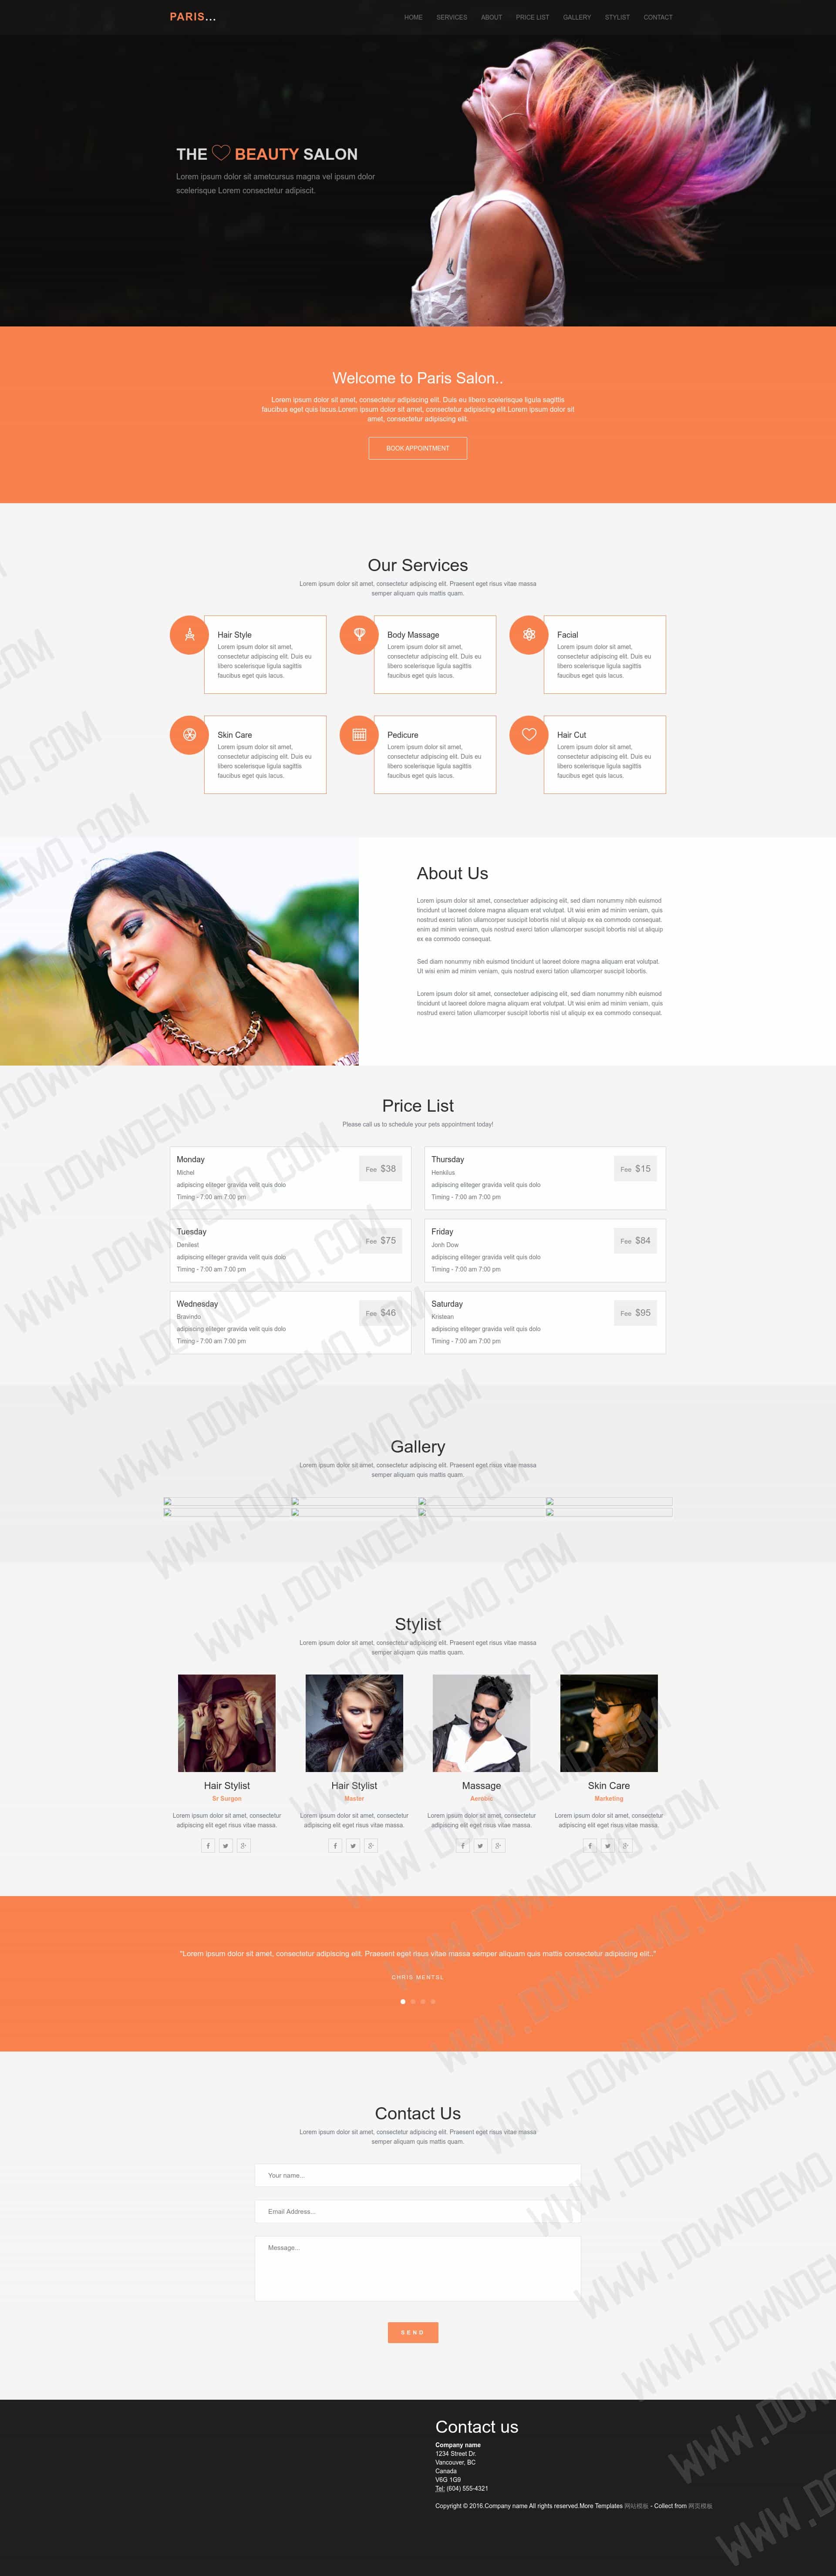 PARIS...
HOME SERVICES ABOUT PRICE LIST GALLERY STYLIST CONTACT
THE BEAUTY SALON
Lorem ipsum dolor sit ametcursus magna vel ipsum dolor
scelerisque Lorem consectetur adipiscit.
Welcome to Paris Salon..
Lorem ipsum dolor sit amet, consectetur adipiscing elit. Duis eu libero scelerisque ligula sagittis
faucibus eget quis lacus.Lorem ipsum dolor sit amet, consectetur adipiscing elit.Lorem ipsum dolor sit
amet, consectetur adipiscing elit.
BOOK APPOINTMENT
Our Services
Lorem ipsum dolor sit amet, consectetur adipiscing elit. Praesent eget risus vitae massa
semper aliquam quis mattis quam.
Hair Style
Lorem ipsum dolor sit amet,
consectetur adipiscing elit. Duis eu
libero scelerisque ligula sagittis
faucibus eget quis lacus.
Body Massage
Lorem ipsum dolor sit amet,
consectetur adipiscing elit. Duis eu
libero scelerisque ligula sagittis
faucibus eget quis lacus.
Facial
Lorem ipsum dolor sit amet,
consectetur adipiscing elit. Duis eu
libero scelerisque ligula sagittis
faucibus eget quis lacus.
Skin Care
Lorem ipsum dolor sit amet,
consectetur adipiscing elit. Duis eu
libero scelerisque ligula sagittis
faucibus eget quis lacus.
Pedicure
Lorem ipsum dolor sit amet,
consectetur adipiscing elit. Duis eu
libero scelerisque ligula sagittis
faucibus eget quis lacus.
Hair Cut
Lorem ipsum dolor sit amet,
consectetur adipiscing elit. Duis eu
libero scelerisque ligula sagittis
faucibus eget quis lacus.
About Us
Lorem ipsum dolor sit amet, consectetuer adipiscing elit, sed diam nonummy nibh euismod
tincidunt ut laoreet dolore magna aliquam erat volutpat. Ut wisi enim ad minim veniam, quis
nostrud exerci tation ullamcorper suscipit lobortis nisl ut aliquip ex ea commodo consequat.
enim ad minim veniam, quis nostrud exerci tation ullamcorper suscipit lobortis nisl ut aliquip
ex ea commodo consequat.
Sed diam nonummy nibh euismod tincidunt ut laoreet dolore magna aliquam erat volutpat.
Ut wisi enim ad minim veniam, quis nostrud exerci tation ullamcorper suscipit lobortis.
Lorem ipsum dolor sit amet, consectetuer adipiscing elit, sed diam nonummy nibh euismod
tincidunt ut laoreet dolore magna aliquam erat volutpat. Ut wisi enim ad minim veniam, quis
nostrud exerci tation ullamcorper suscipit lobortis nisl ut aliquip ex ea commodo consequat.
Price List
Please call us to schedule your pets appointment today!
Monday
Michel
adipiscing eliteger gravida velit quis dolo
Timing - 7:00 am 7:00 pm
Fee $38
Thursday
Henkilus
adipiscing eliteger gravida velit quis dolo
Timing - 7:00 am 7:00 pm
Fee $15
Tuesday
Deniiest
adipiscing eliteger gravida velit quis dolo
Timing - 7:00 am 7:00 pm
Fee $75
Friday
Jonh Dow
adipiscing eliteger gravida velit quis dolo
Timing - 7:00 am 7:00 pm
Fee $84
Wednesday
Bravindo
adipiscing eliteger gravida velit quis dolo
Timing - 7:00 am 7:00 pm
Fee $46
Saturday
Kristean
adipiscing eliteger gravida velit quis dolo
Timing - 7:00 am 7:00 pm
Fee $95
Gallery
Lorem ipsum dolor sit amet, consectetur adipiscing elit. Praesent eget risus vitae massa
semper aliquam quis mattis quam.
Stylist
Lorem ipsum dolor sit amet, consectetur adipiscing elit. Praesent eget risus vitae massa
semper aliquam quis mattis quam.
Hair Stylist
Sr Surgon
Lorem ipsum dolor sit amet, consectetur
adipiscing elit eget risus vitae massa.
Hair Stylist
Master
Lorem ipsum dolor sit amet, consectetur
adipiscing elit eget risus vitae massa.
Massage
Aerobic
Lorem ipsum dolor sit amet, consectetur
adipiscing elit eget risus vitae massa.
Skin Care
Marketing
Lorem ipsum dolor sit amet, consectetur
adipiscing elit eget risus vitae massa.
"Lorem ipsum dolor sit amet, consectetur adipiscing elit. Praesent eget risus vitae massa semper aliquam quis mattis consectetur adipiscing elit.."
CHRIS MENTSL
Contact Us
Lorem ipsum dolor sit amet, consectetur adipiscing elit. Praesent eget risus vitae massa
semper aliquam quis mattis quam.
Your name...
Email Address...
Message...
SEND
Contact us
Company name
1234 Street Dr.
Vancouver, BC
Canada
V6G 1G9
Tel: (604) 555-4321
Copyright © 2016.Company name All rights reserved.More Templates 网站模板 - Collect from 网页模板
WWW.DOWNDEMO.COM